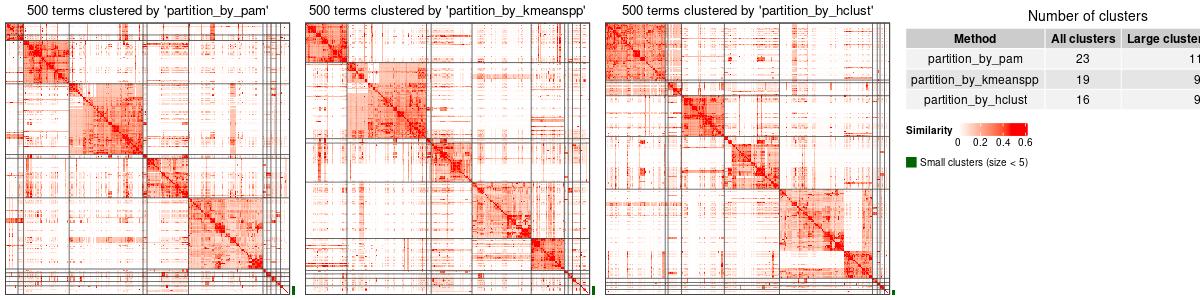 500 terms clustered by 'partition_by_pam'
500 terms clustered by 'partition_by_kmeanspp'
500 terms clustered by 'partition_by_hclust'
Number of clusters
Method All clusters Large cluster
partition_by_pam 23 11
partition_by_kmeanspp 19 9
partition_by_hclust 16 9
Similarity
0 0.2 0.4 0.6
Small clusters (size < 5)